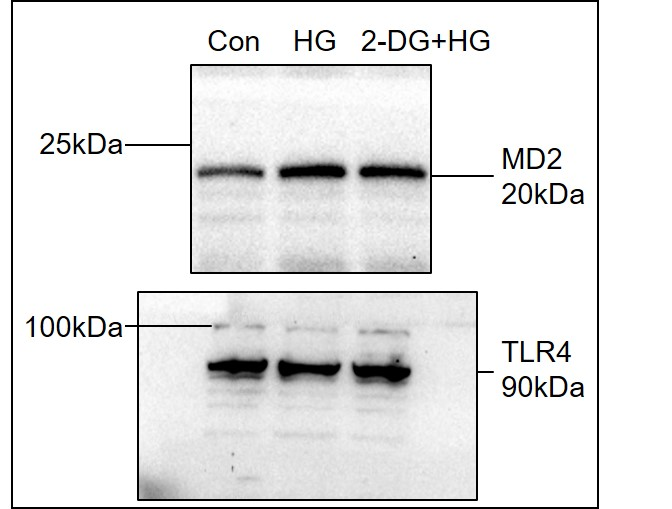 Con HG 2-DG+HG
25kDa
MD2
20kDa
100kDa
TLR4
90kDa